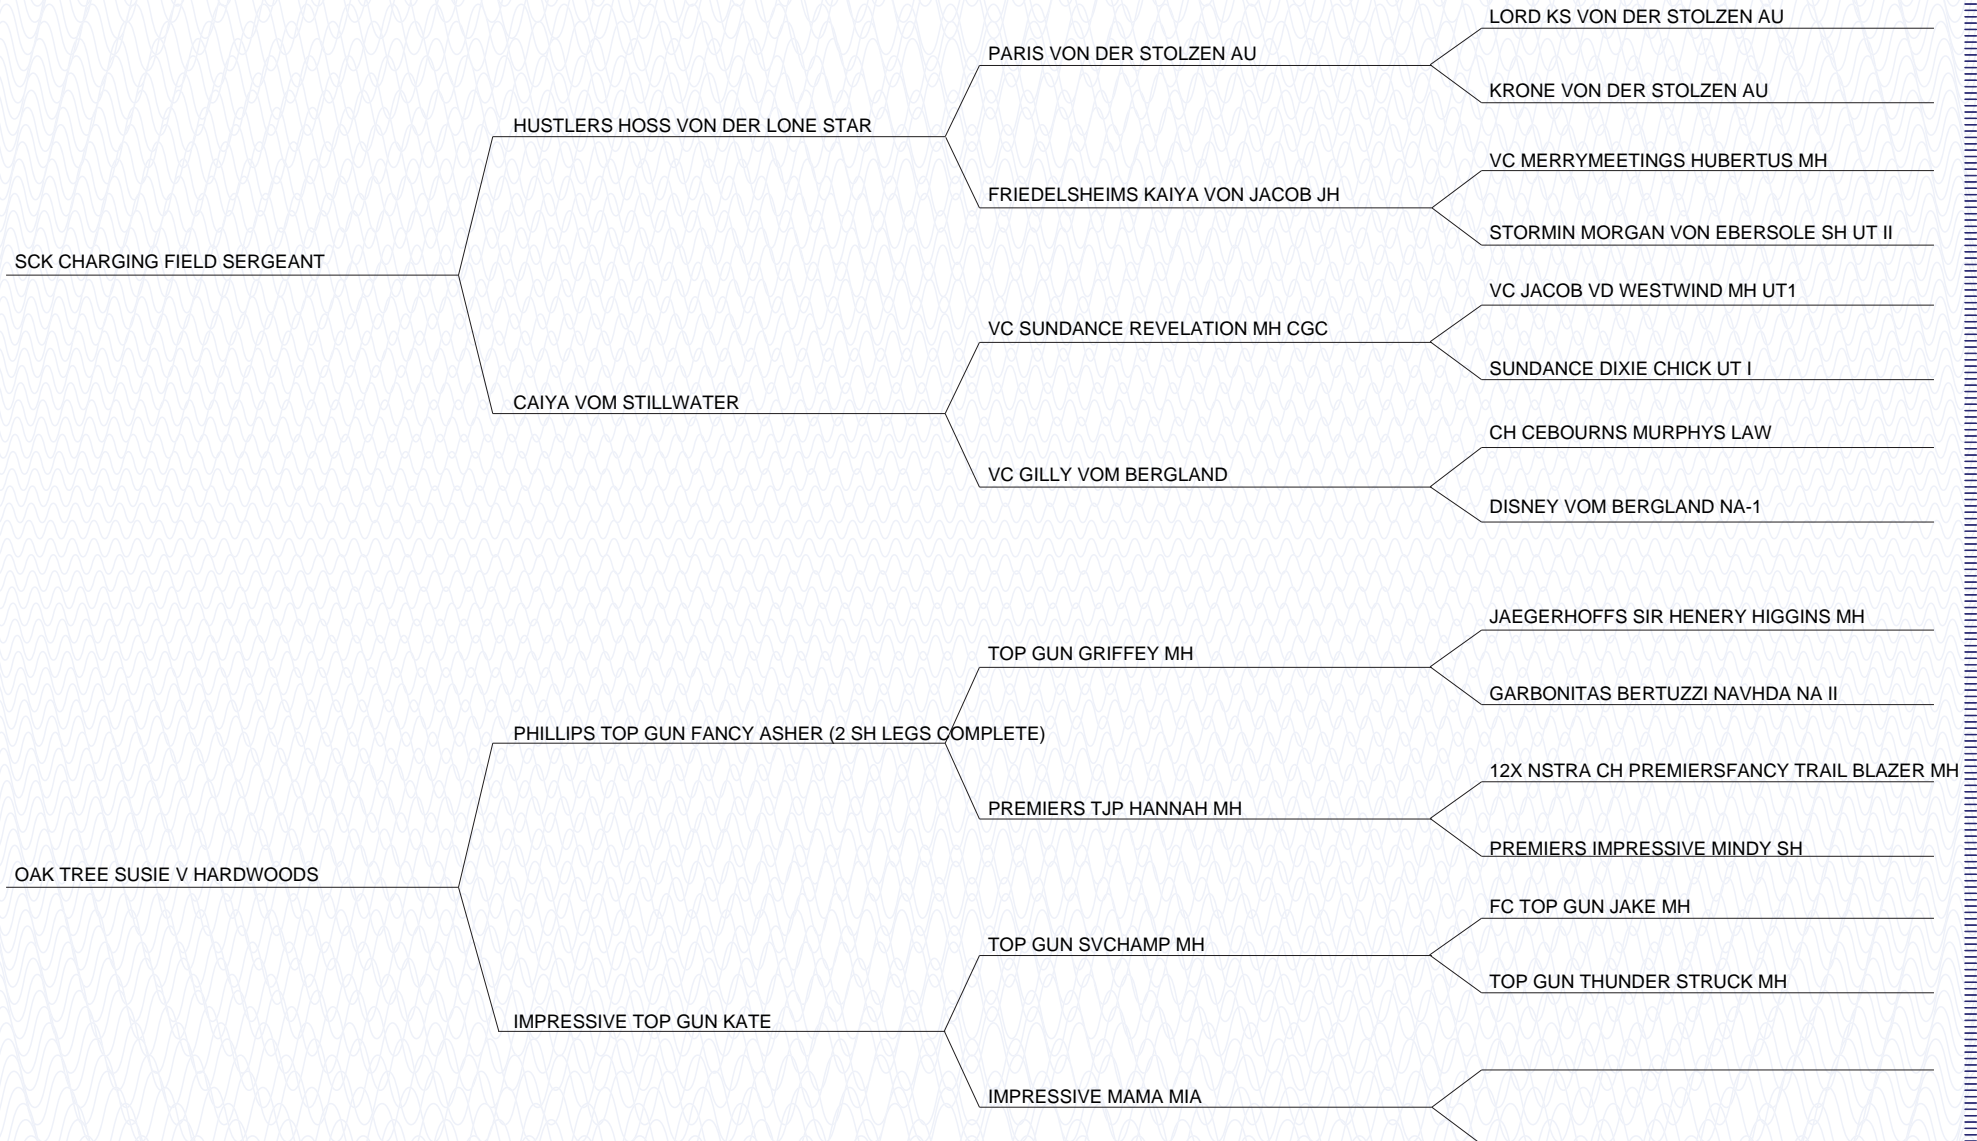 LORD KS VON DER STOLZEN AU
PARIS VON DER STOLZEN AU
KRONE VON DER STOLZEN AU
HUSTLERS HOSS VON DER LONE STAR
VC MERRYMEETINGS HUBERTUS MH
FRIEDELSHEIMS KAIYA VON JACOB JH
STORMIN MORGAN VON EBERSOLE SH UT II
SCK CHARGING FIELD SERGEANT
VC JACOB VD WESTWIND MH UT1
VC SUNDANCE REVELATION MH CGC
SUNDANCE DIXIE CHICK UT I
CAIYA VOM STILLWATER
CH CEBOURNS MURPHYS LAW
VC GILLY VOM BERGLAND
DISNEY VOM BERGLAND NA-1
JAEGERHOFFS SIR HENERY HIGGINS MH
TOP GUN GRIFFEY MH
GARBONITAS BERTUZZI NAVHDA NA II
PHILLIPS TOP GUN FANCY ASHER (2 SH LEGS COMPLETE)
12X NSTRA CH PREMIERSFANCY TRAIL BLAZER MH
PREMIERS TJP HANNAH MH
PREMIERS IMPRESSIVE MINDY SH
OAK TREE SUSIE V HARDWOODS
FC TOP GUN JAKE MH
TOP GUN SVCHAMP MH
TOP GUN THUNDER STRUCK MH
IMPRESSIVE TOP GUN KATE
IMPRESSIVE MAMA MIA